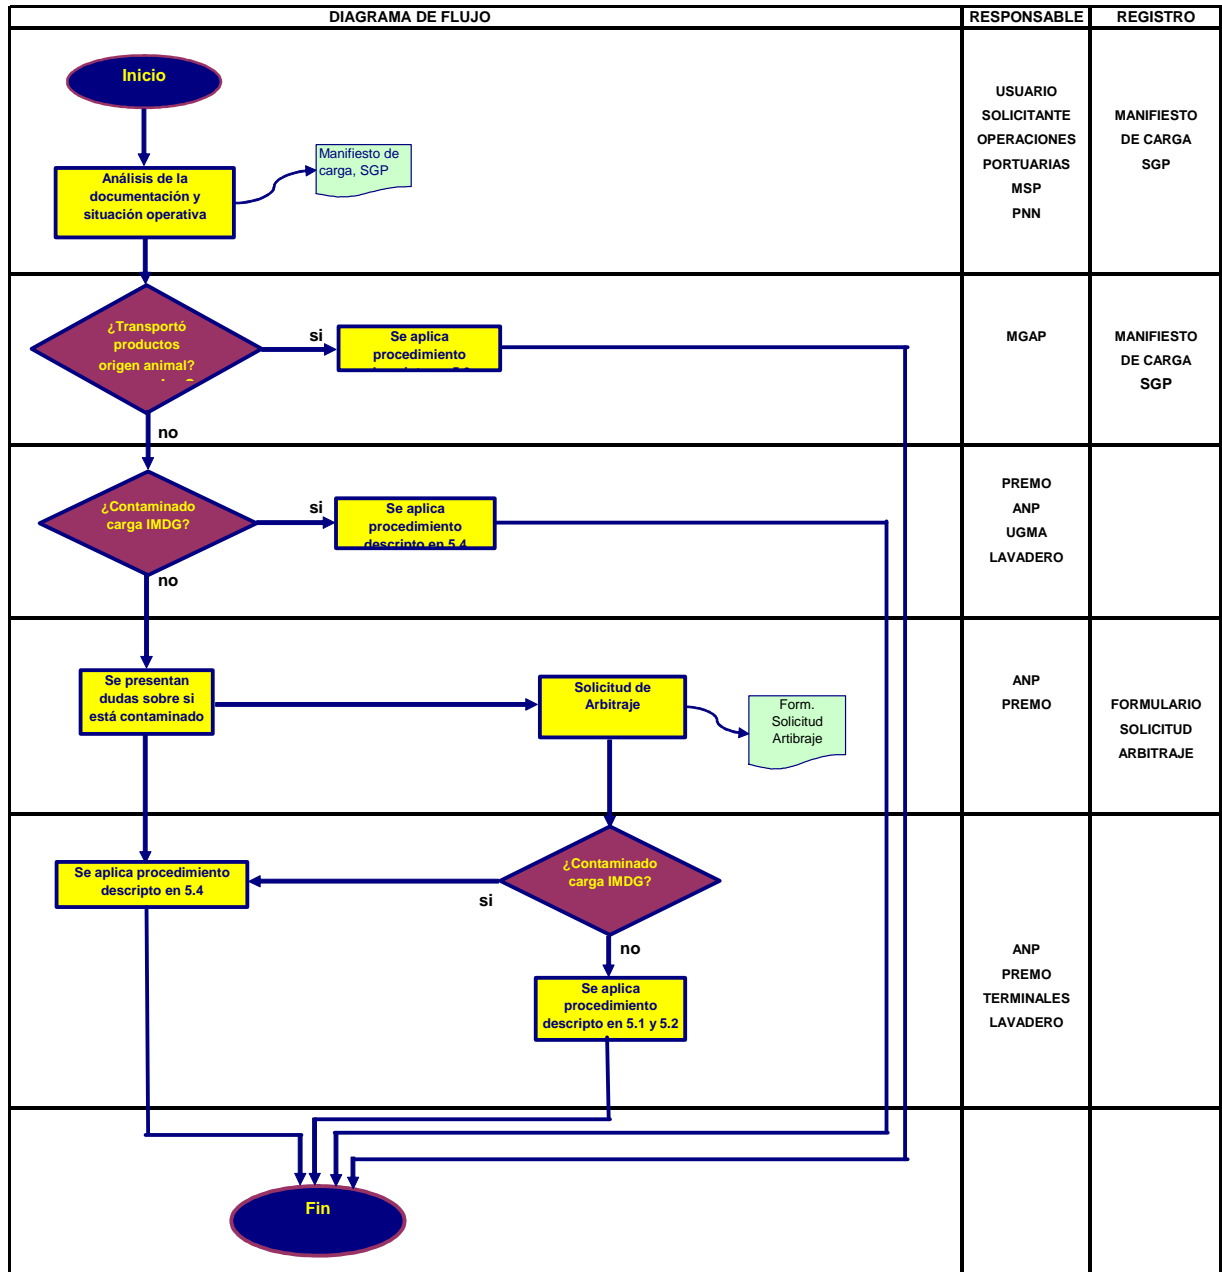 DIAGRAMA DE FLUJO
RESPONSABLE
REGISTRO
Inicio
Análisis de la
documentación y
situación operativa
Manifiesto de
carga, SGP
USUARIO
SOLICITANTE
OPERACIONES
PORTUARIAS
MSP
PNN
MANIFIESTO
DE CARGA
SGP
¿Transportó
productos
origen animal?
si
Se aplica
procedimiento
no
MGAP
MANIFIESTO
DE CARGA
SGP
¿Contaminado
carga IMDG?
si
Se aplica
procedimiento
descripto en 5.4
no
PREMO
ANP
UGMA
LAVADERO
Se presentan
dudas sobre si
está contaminado
Solicitud de
Arbitraje
Form.
Solicitud
Artibraje
ANP
PREMO
FORMULARIO
SOLICITUD
ARBITRAJE
Se aplica procedimiento
descripto en 5.4
si
¿Contaminado
carga IMDG?
no
Se aplica
procedimiento
descripto en 5.1 y 5.2
ANP
PREMO
TERMINALES
LAVADERO
Fin